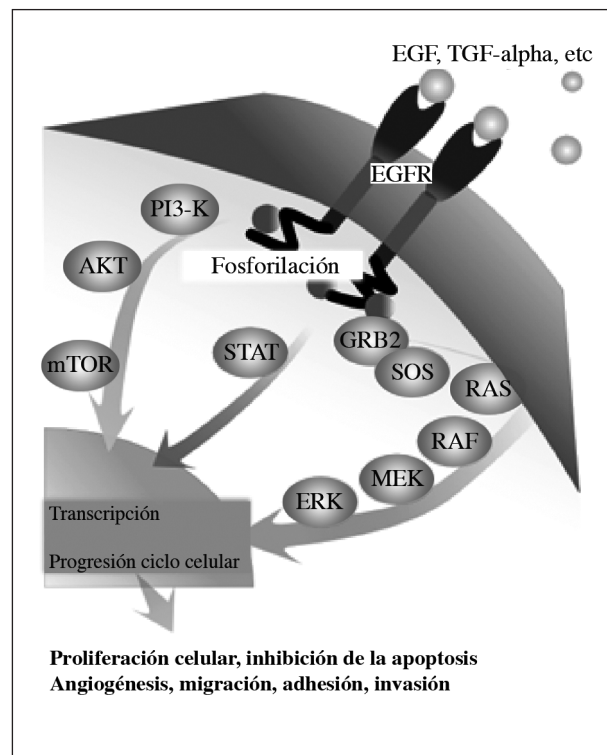 EGF, TGF-alpha, etc
EGFR
PI3-K
AKT
Fosforilación
mTOR
STAT
GRB2
SOS
RAS
RAF
MEK
ERK
Transcripción
Progresión ciclo celular
Proliferación celular, inhibición de la apoptosis
Angiogénesis, migración, adhesión, invasión